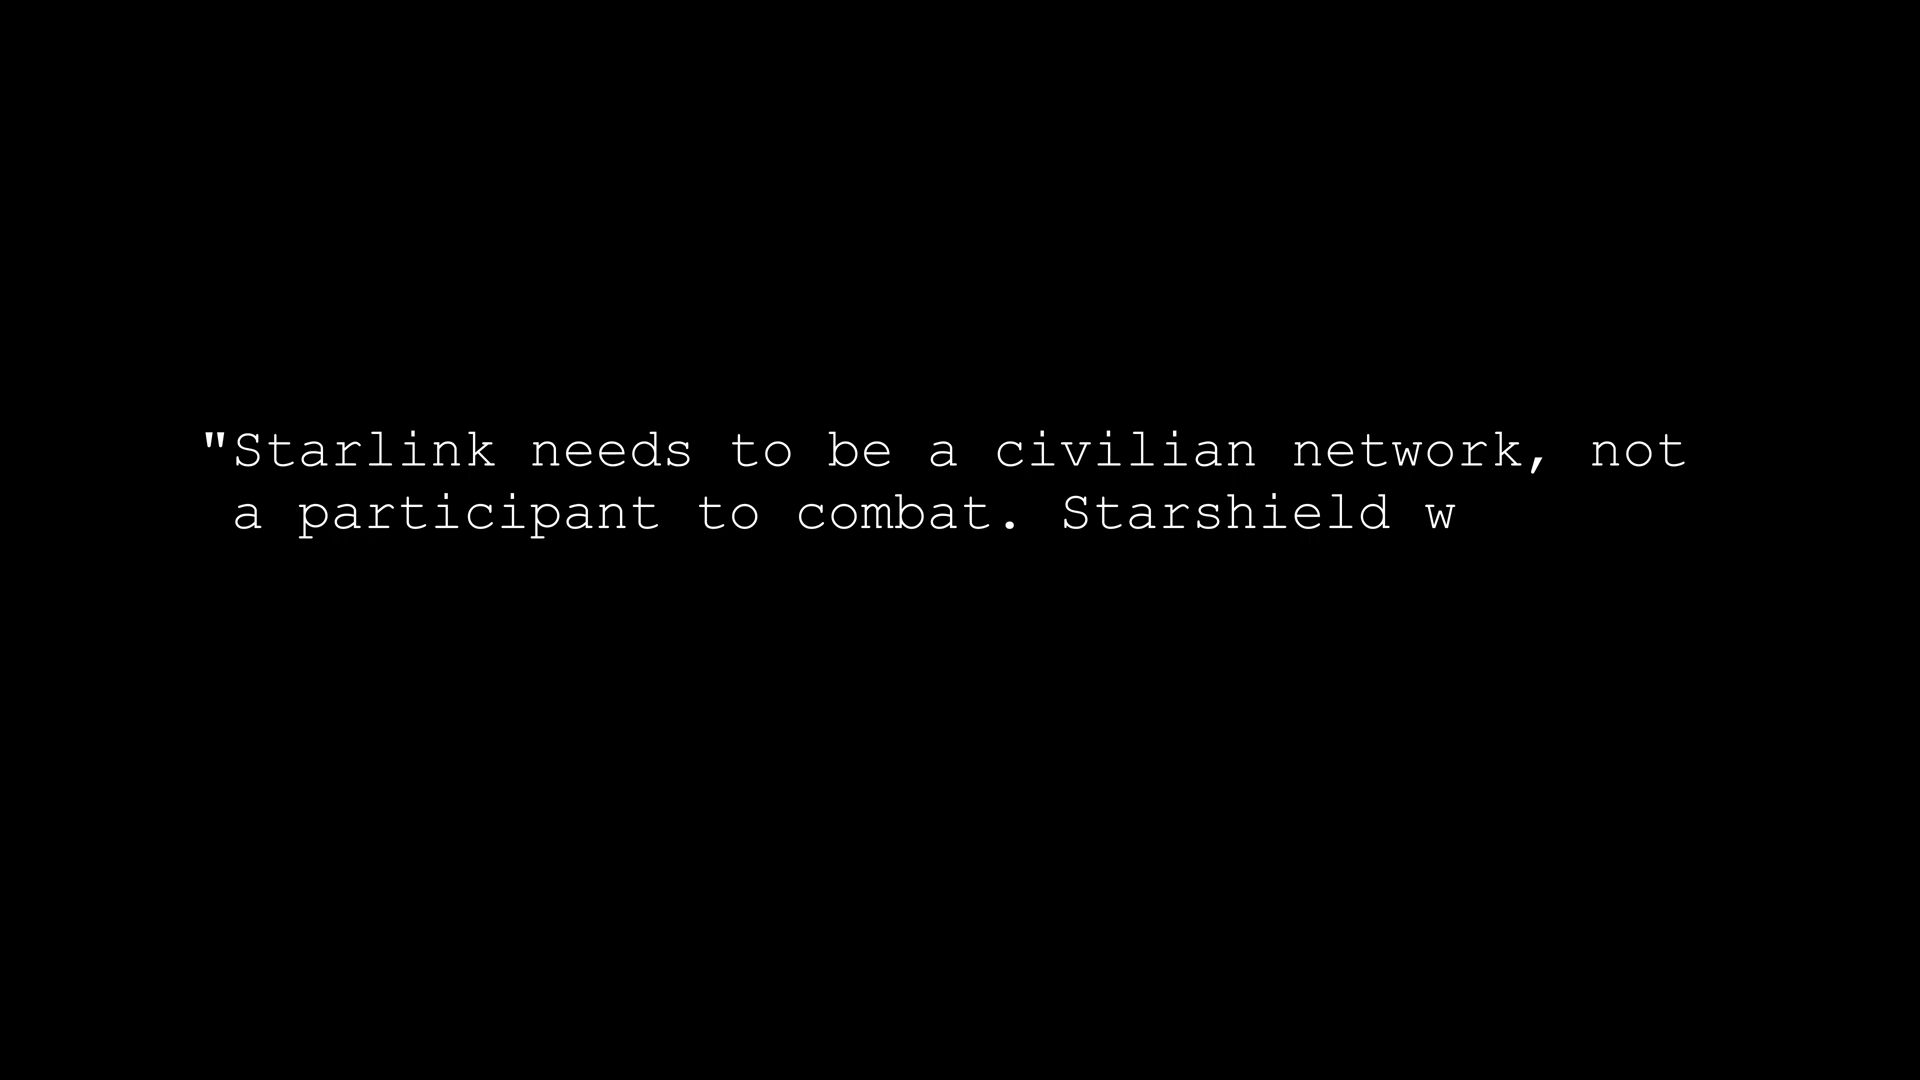 "Starlink needs to be a civilian network, not
a participant to combat. Starshield w